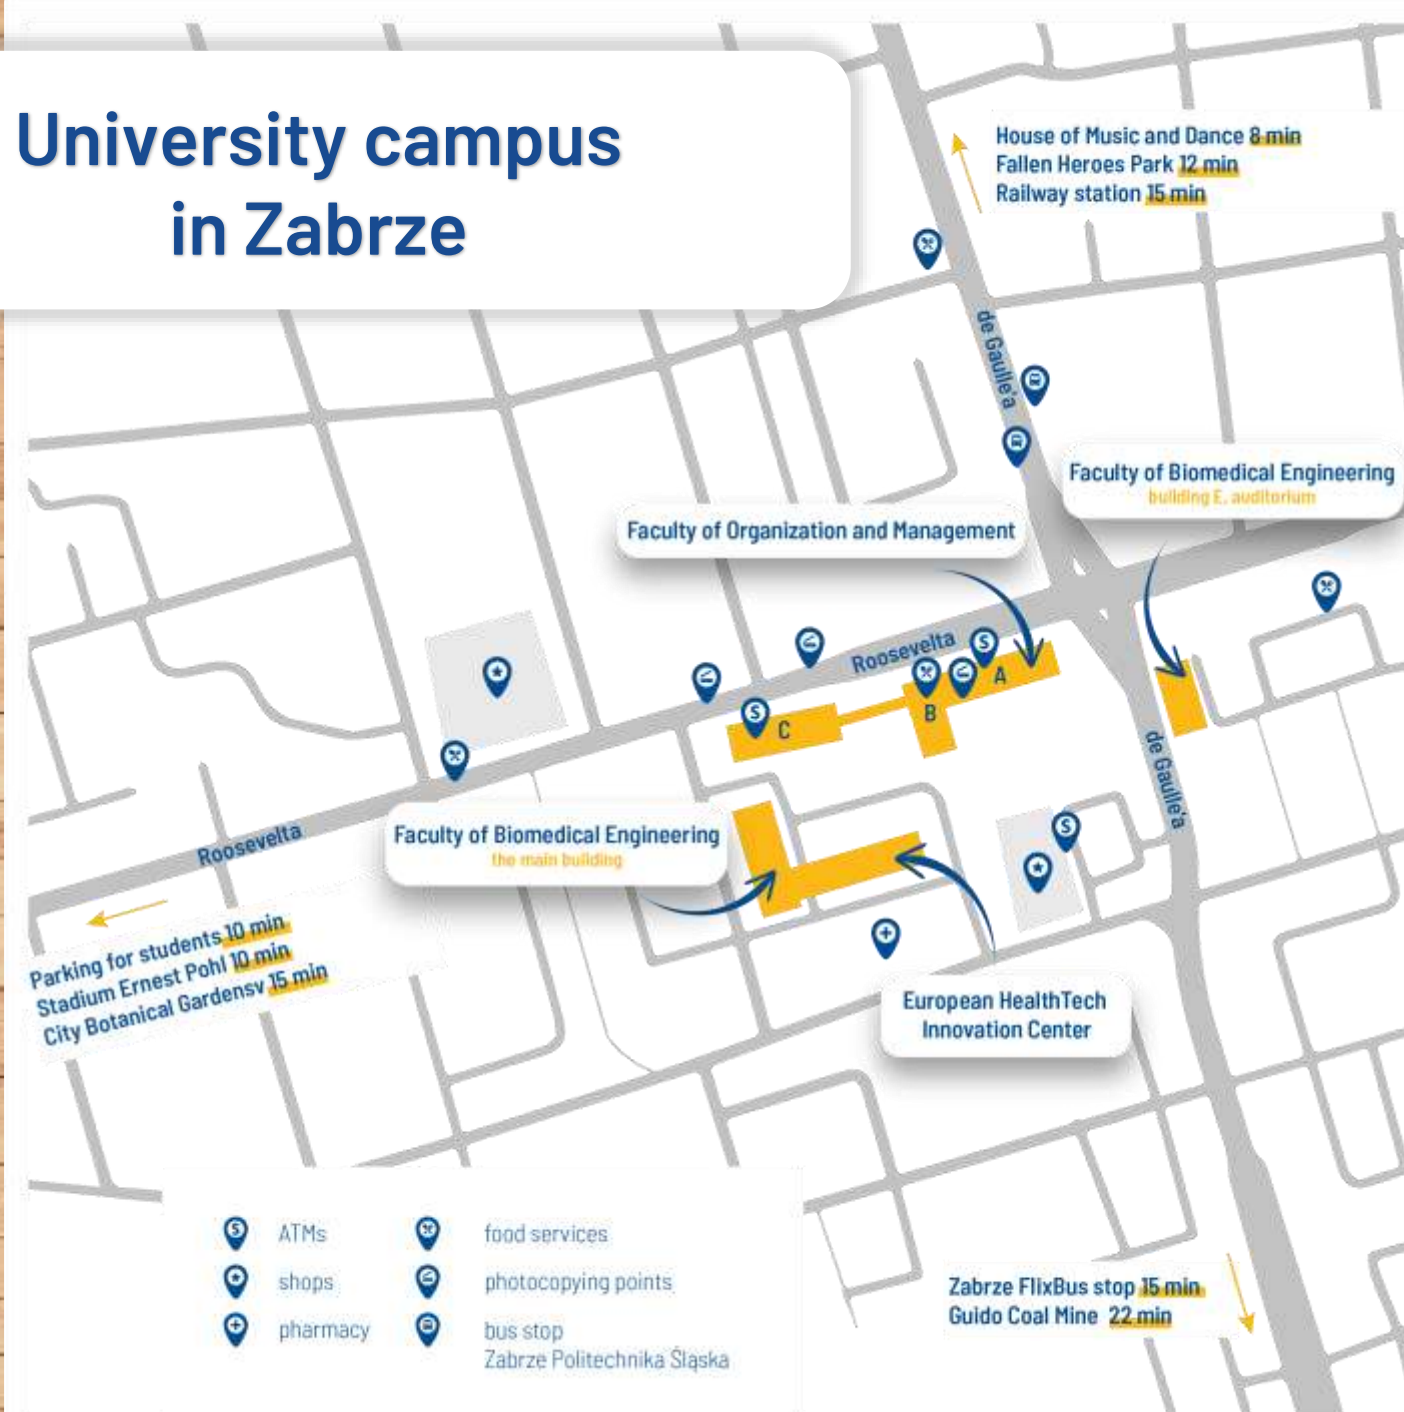 University campus
in Zabrze
House of Music and Dance 8 min
Fallen Heroes Park 12 min
Railway station 15 min
de Gaulle'a
Faculty of Biomedical Engineering
building E, auditorium
Faculty of Organization and Management
Roosevelta
S
A
B
S
C
de Gaulle'a
S
Faculty of Biomedical Engineering
the main building
Roosevelta
Parking for students 10 min
Stadium Ernest Pohl 10 min
City Botanical Gardensv 15 min
European HealthTech
Innovation Center
S ATMs
food services
shops
photocopying points
pharmacy
bus stop
Zabrze Politechnika Śląska
Zabrze FlixBus stop 15 min
Guido Coal Mine 22 min